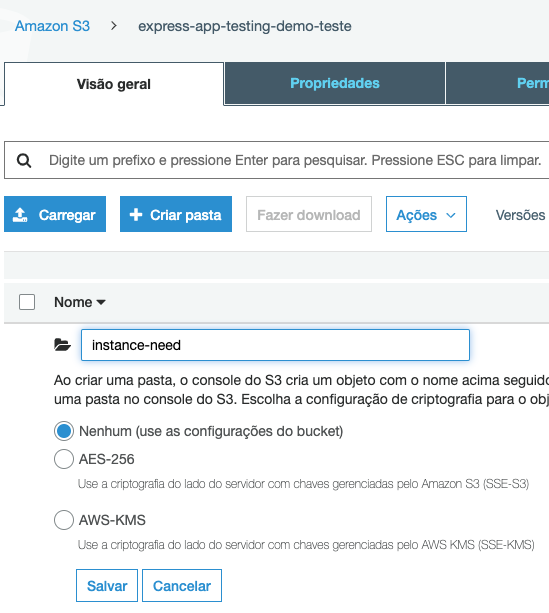 Amazon S3 > express-app-testing-demo-teste
Visão geral Propriedades
Digite um prefixo e pressione Enter para pesquisar. Pressione ESC para limpar.
Carregar Criar pasta Fazer download Ações Versões
Nome
instance-need
Ao criar uma pasta, o console do S3 cria um objeto com o nome acima
uma pasta no console do S3. Escolha a configuração de criptografia para o
Nenhum (use as configurações do bucket)
AES-256
Use a criptografia do lado do servidor com chaves gerenciadas pelo Amazon S3 (SSE-S3)
AWS-KMS
Use a criptografia do lado do servidor com chaves gerenciadas pelo AWS KMS (SSE-KMS)
Salvar Cancelar